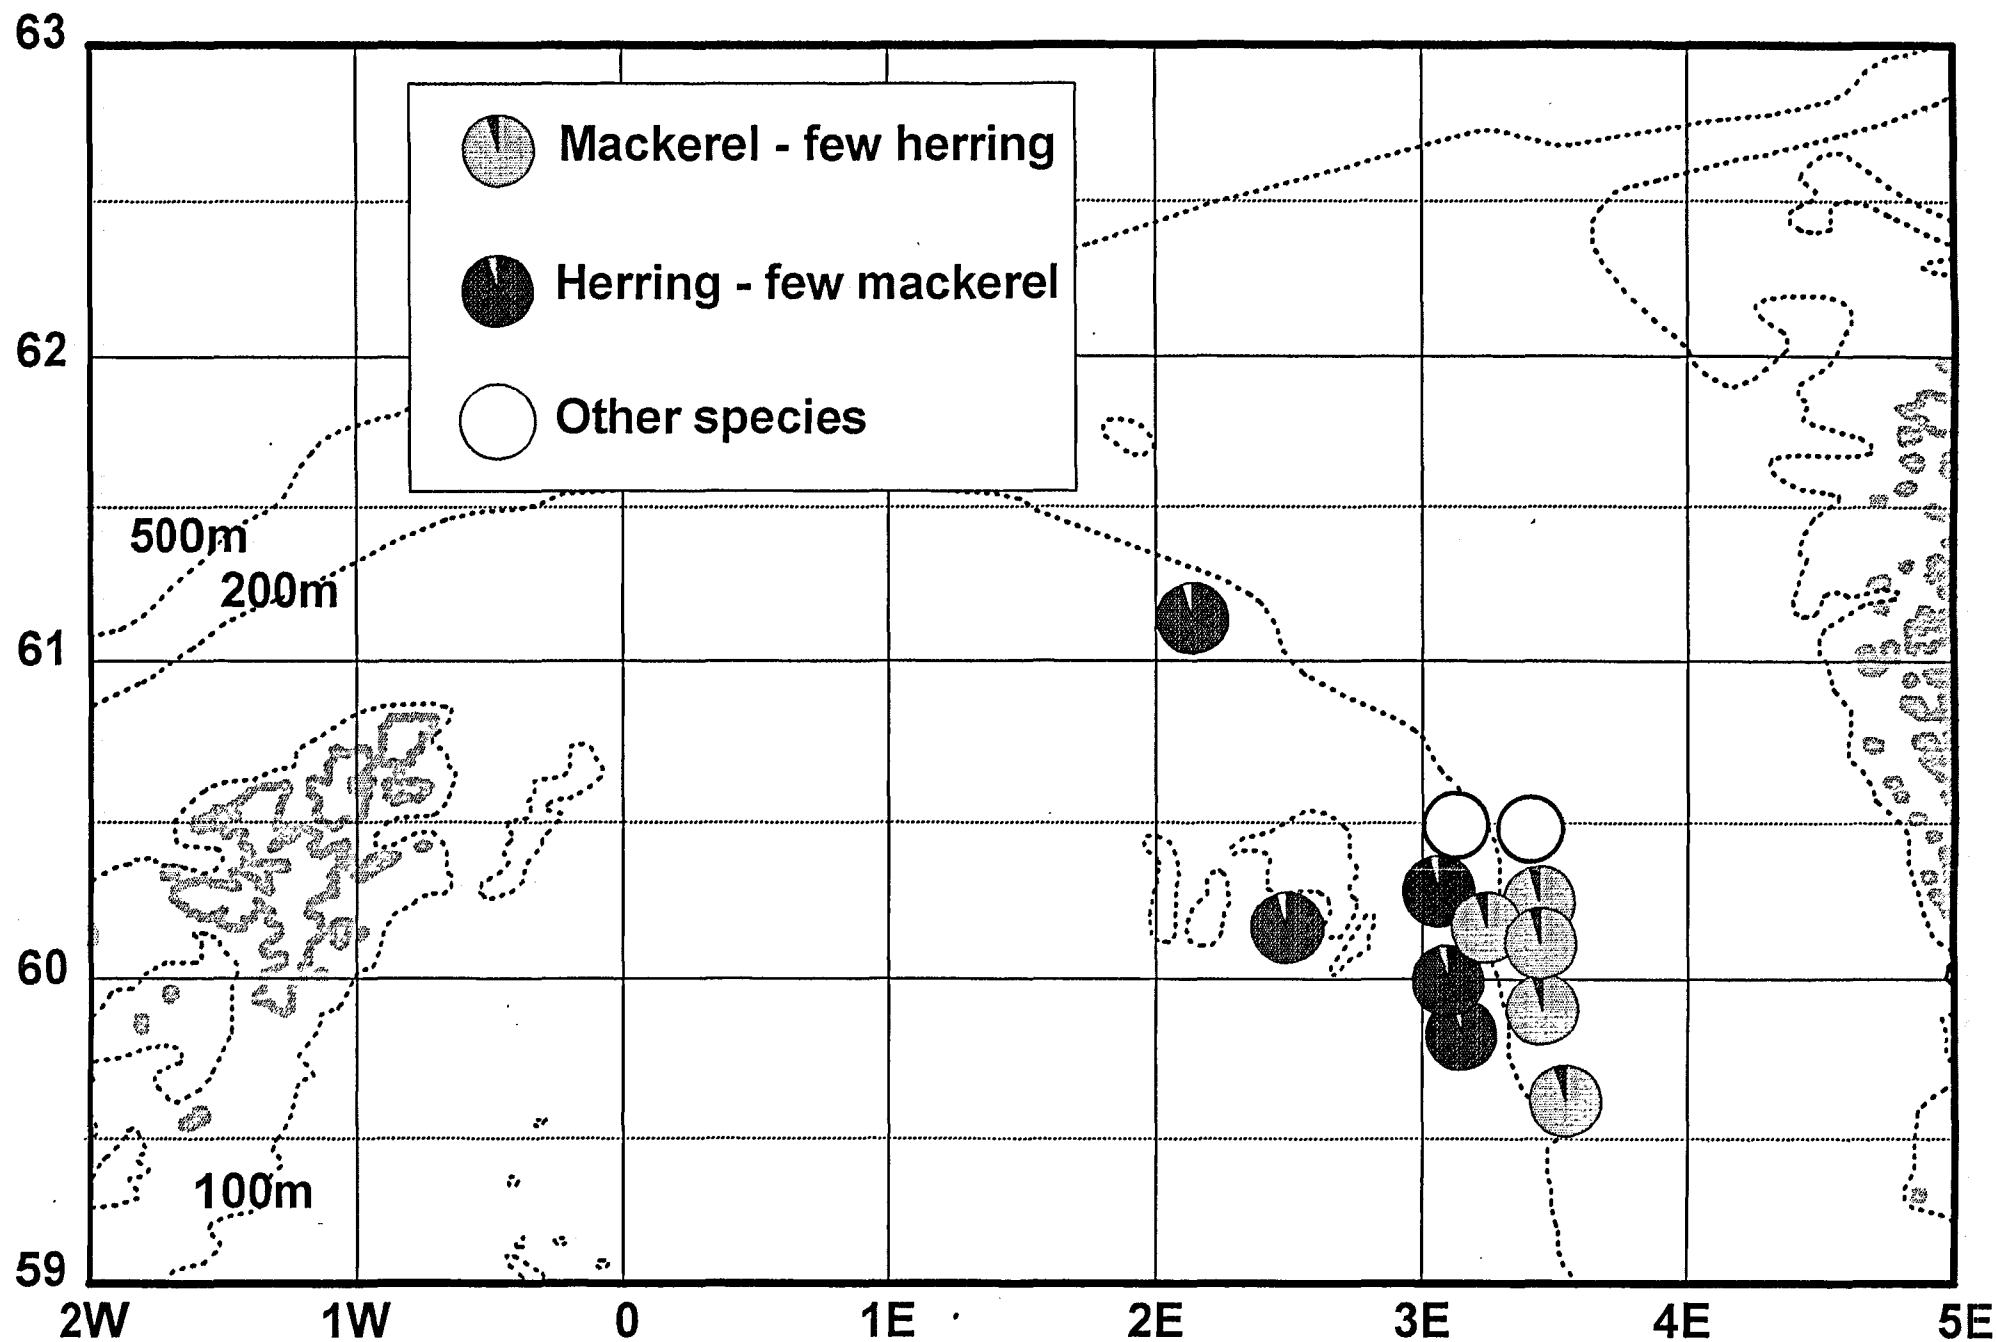 63
Mackerel - few herring
Herring - few mackerel
62
Other species
500m
200m
61
60
100m
59
2W 1W 0 1E 2E 3E 4E 5E